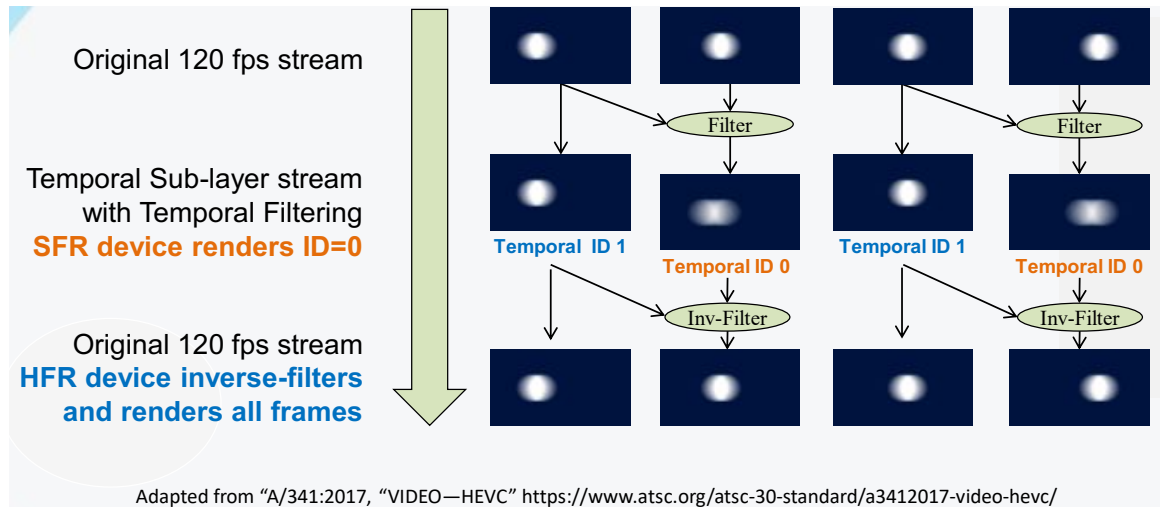 Original 120 fps stream
Filter
Filter
Temporal Sub-layer stream
with Temporal Filtering
SFR device renders ID=0
Temporal ID 1
Temporal ID 0
Temporal ID 1
Temporal ID 0
Inv-Filter
Inv-Filter
Original 120 fps stream
HFR device inverse-filters
and renders all frames
Adapted from “A/341:2017, “VIDEO—HEVC” https://www.atsc.org/atsc-30-standard/a3412017-video-hevc/